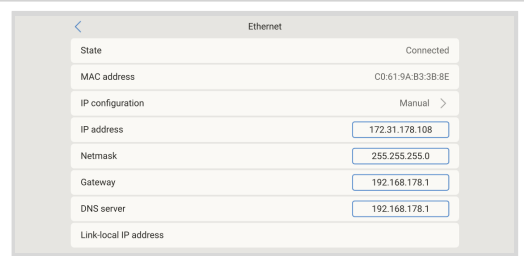 Ethernet
State Connected
MAC address C0:61:9A:B3:3B:8E
IP configuration Manual
IP address 172.31.178.108
Netmask 255.255.255.0
Gateway 192.168.178.1
DNS server 192.168.178.1
Link-local IP address